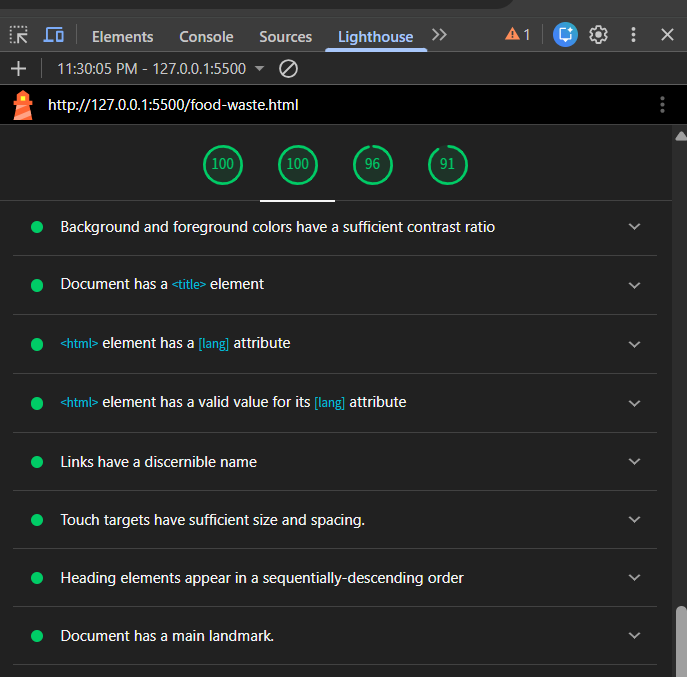 Elements Console Sources Lighthouse 1
11:30:05 PM - 127.0.0.1:5500
http://127.0.0.1:5500/food-waste.html
100 100 96 91
Background and foreground colors have a sufficient contrast ratio
Document has a <title> element
<html> element has a [lang] attribute
<html> element has a valid value for its [lang] attribute
Links have a discernible name
Touch targets have sufficient size and spacing.
Heading elements appear in a sequentially-descending order
Document has a main landmark.